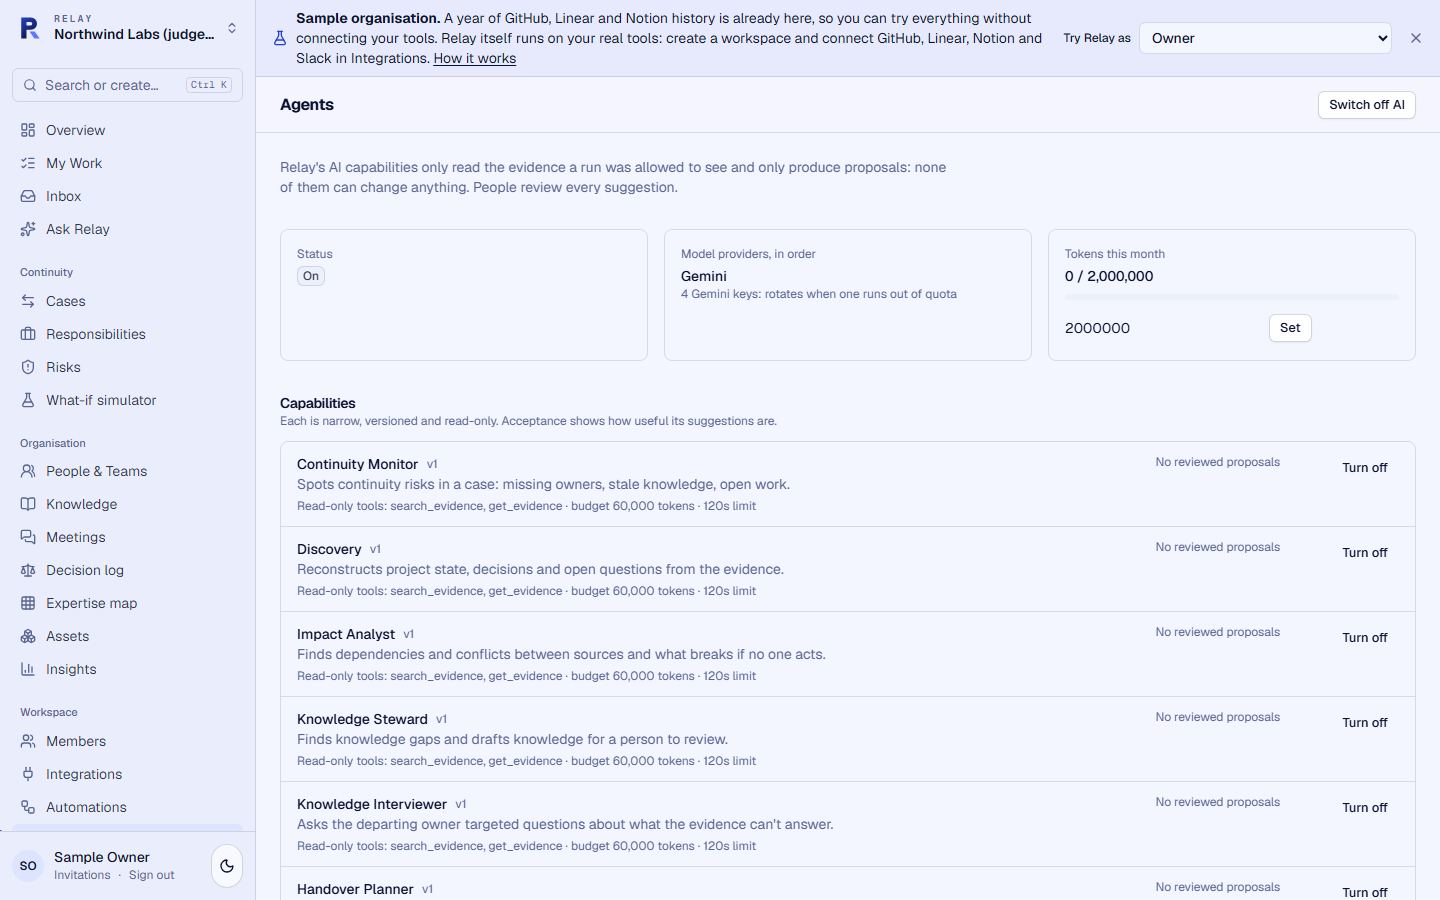 RELAY
Northwind Labs (judge...
Search or create...
Ctrl K
Overview
My Work
Inbox
Ask Relay
Continuity
Cases
Responsibilities
Risks
What-if simulator
Organisation
People & Teams
Knowledge
Meetings
Decision log
Expertise map
Assets
Insights
Workspace
Members
Integrations
Automations
SO
Sample Owner
Invitations · Sign out
Sample organisation. A year of GitHub, Linear and Notion history is already here, so you can try everything without
connecting your tools. Relay itself runs on your real tools: create a workspace and connect GitHub, Linear, Notion and
Slack in Integrations. How it works
Try Relay as
Owner
Agents
Switch off AI
Relay's AI capabilities only read the evidence a run was allowed to see and only produce proposals: none
of them can change anything. People review every suggestion.
Status
On
Model providers, in order
Gemini
4 Gemini keys: rotates when one runs out of quota
Tokens this month
0 / 2,000,000
2000000
Set
Capabilities
Each is narrow, versioned and read-only. Acceptance shows how useful its suggestions are.
Continuity Monitor v1
Spots continuity risks in a case: missing owners, stale knowledge, open work.
Read-only tools: search_evidence, get_evidence · budget 60,000 tokens · 120s limit
No reviewed proposals
Turn off
Discovery v1
Reconstructs project state, decisions and open questions from the evidence.
Read-only tools: search_evidence, get_evidence · budget 60,000 tokens · 120s limit
No reviewed proposals
Turn off
Impact Analyst v1
Finds dependencies and conflicts between sources and what breaks if no one acts.
Read-only tools: search_evidence, get_evidence · budget 60,000 tokens · 120s limit
No reviewed proposals
Turn off
Knowledge Steward v1
Finds knowledge gaps and drafts knowledge for a person to review.
Read-only tools: search_evidence, get_evidence · budget 60,000 tokens · 120s limit
No reviewed proposals
Turn off
Knowledge Interviewer v1
Asks the departing owner targeted questions about what the evidence can't answer.
Read-only tools: search_evidence, get_evidence · budget 60,000 tokens · 120s limit
No reviewed proposals
Turn off
Handover Planner v1
No reviewed proposals
Turn off